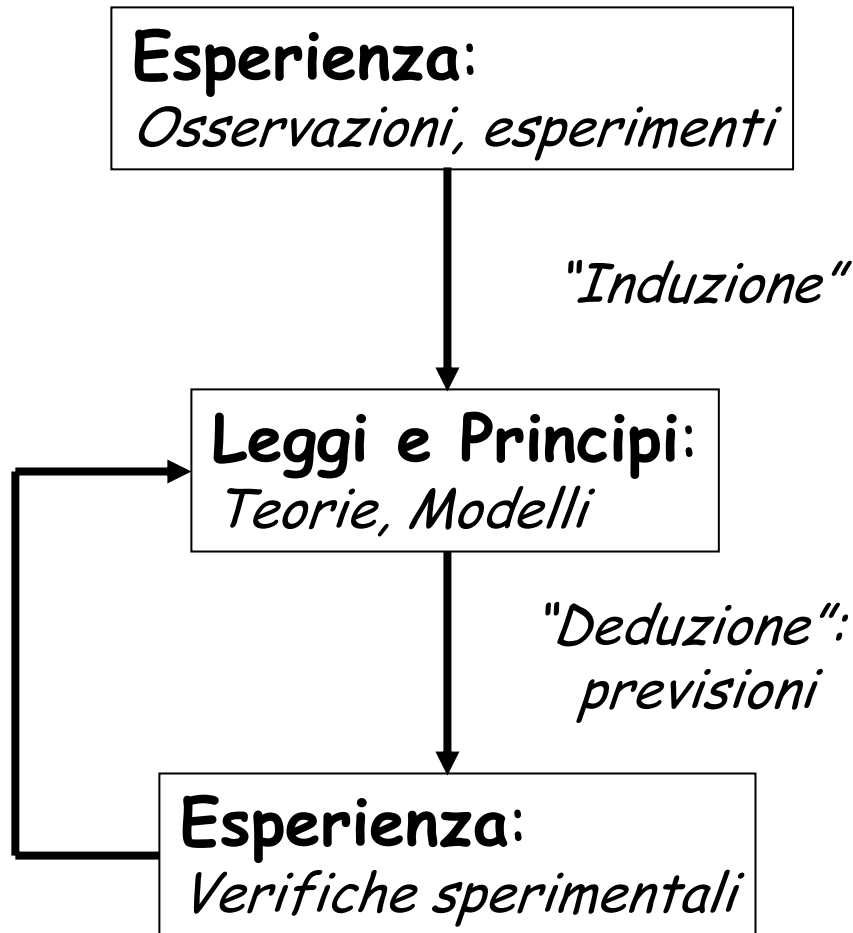 Esperienza:
Osservazioni, esperimenti
"Induzione"
Leggi e Principi:
Teorie, Modelli
"Deduzione":
previsioni
Esperienza:
Verifiche sperimentali